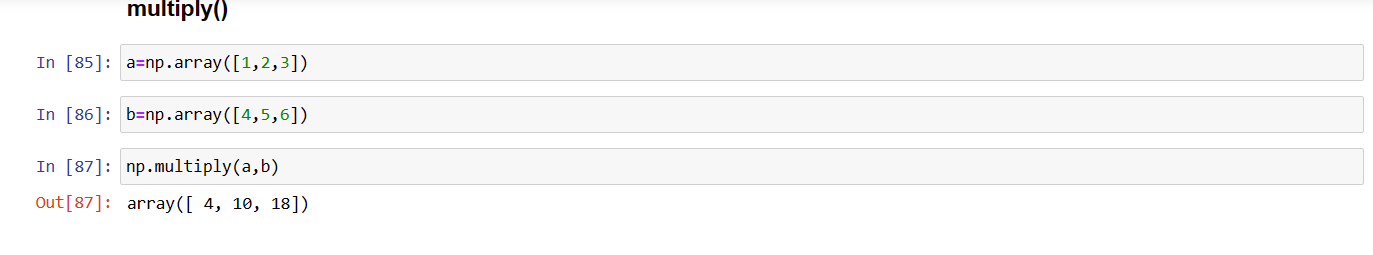 multiply()
In [85]: a=np.array([1,2,3])
In [86]: b=np.array([4,5,6])
In [87]: np.multiply(a,b)
Out[87]: array([ 4, 10, 18])